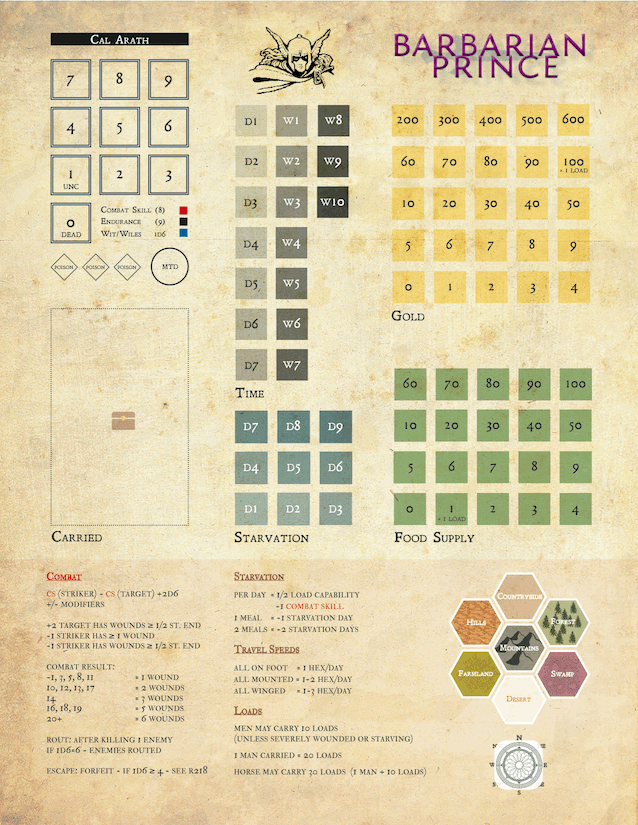 CAL ARATH
BARBARIAN
PRINCE
7 8 9
4 5 6
1 2 3
UNC
0
DEAD
COMBAT SKILL (8)
ENDURANCE (9)
WIT/WILES 1D6
POISON POISON POISON
MTD
CARRIED
D1 W1 W8
D2 W2 W9
D3 W3 W10
D4 W4
D5 W5
D6 W6
D7 W7
TIME
D7 D8 D9
D4 D5 D6
D1 D2 D3
STARVATION
200 300 400 500 600
60 70 80 90 100
+ 1 LOAD
10 20 30 40 50
5 6 7 8 9
0 1 2 3 4
GOLD
60 70 80 90 100
10 20 30 40 50
5 6 7 8 9
0 1 2 3 4
+ 1 LOAD
FOOD SUPPLY
COMBAT
CS (STRIKER) - CS (TARGET) +2D6
+/- MODIFIERS
+2 TARGET HAS WOUNDS ≥ 1/2 ST. END
-1 STRIKER HAS ≥ 1 WOUND
-1 STRIKER HAS WOUNDS ≥ 1/2 ST. END
COMBAT RESULT:
-1, 3, 5, 8, 11 = 1 WOUND
10, 12, 13, 17 = 2 WOUNDS
14 = 3 WOUNDS
16, 18, 19 = 5 WOUNDS
20+ = 6 WOUNDS
ROUT: AFTER KILLING 1 ENEMY
IF 1D6=6 - ENEMIES ROUTED
ESCAPE: FORFEIT - IF 1D6 ≥ 4 - SEE R218
STARVATION
PER DAY = 1/2 LOAD CAPABILITY
-1 COMBAT SKILL
1 MEAL = -1 STARVATION DAY
2 MEALS = -2 STARVATION DAYS
TRAVEL SPEEDS
ALL ON FOOT = 1 HEX/DAY
ALL MOUNTED = 1-2 HEX/DAY
ALL WINGED = 1-3 HEX/DAY
LOADS
MEN MAY CARRY 10 LOADS
(UNLESS SEVERELY WOUNDED OR STARVING)
1 MAN CARRIED = 20 LOADS
HORSE MAY CARRY 30 LOADS (1 MAN + 10 LOADS)
COUNTRYSIDE
HILLS
FOREST
MOUNTAINS
FARMLAND
SWAMP
DESERT
N
W E
S